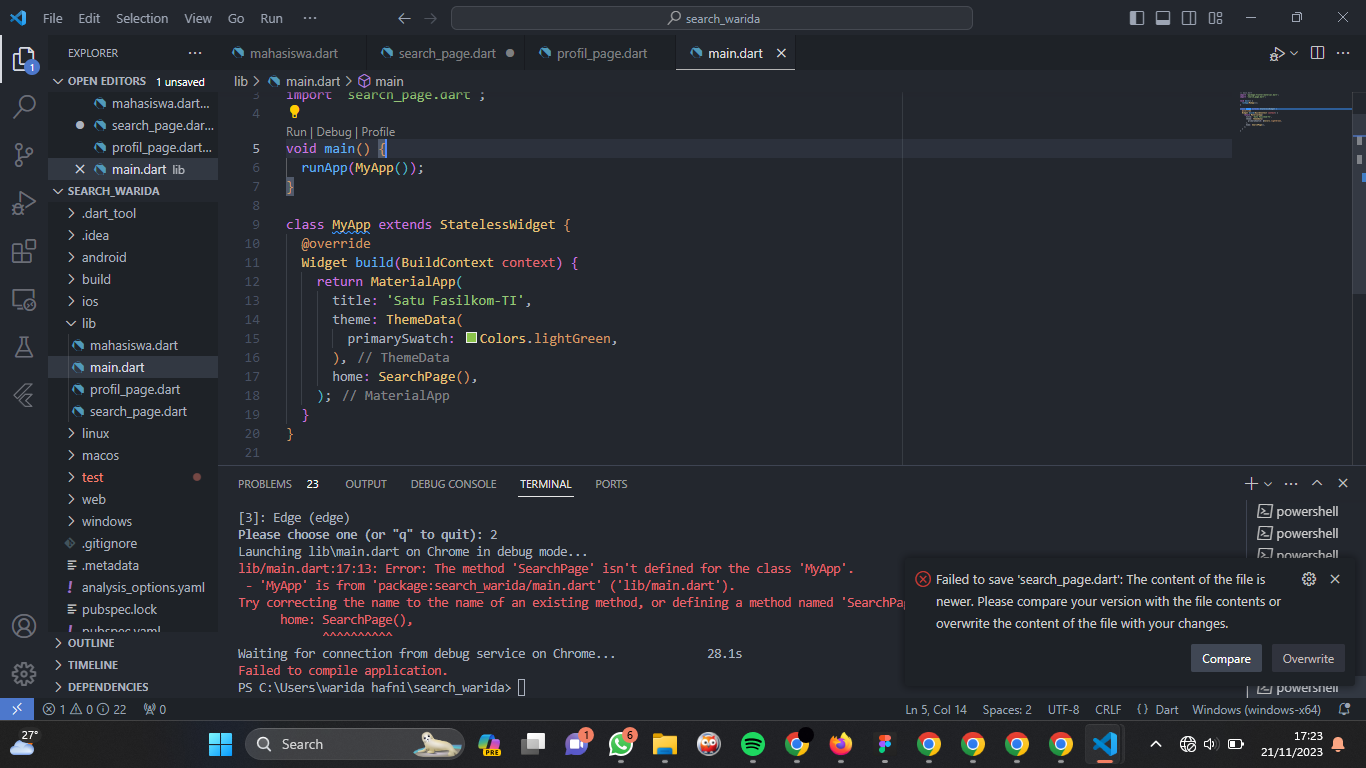 File Edit Selection View Go Run ··· search_warida
EXPLORER ···
OPEN EDITORS 1 unsaved
mahasiswa.dart...
search_page.dar...
profil_page.dart...
main.dart lib
SEARCH_WARIDA
.dart_tool
.idea
android
build
ios
lib
mahasiswa.dart
main.dart
profil_page.dart
search_page.dart
linux
macos
test
web
windows
.gitignore
.metadata
analysis_options.yaml
pubspec.lock
pubspec.yaml
OUTLINE
TIMELINE
DEPENDENCIES
mahasiswa.dart search_page.dart profil_page.dart main.dart
lib > main.dart > main
3 import 'search_page.dart';
4
Run | Debug | Profile
5 void main() {
6 runApp(MyApp());
7 }
8
9 class MyApp extends StatelessWidget {
10 @override
11 Widget build(BuildContext context) {
12 return MaterialApp(
13 title: 'Satu Fasilkom-TI',
14 theme: ThemeData(
15 primarySwatch: Colors.lightGreen,
16 ), // ThemeData
17 home: SearchPage(),
18 ); // MaterialApp
19 }
20 }
21
PROBLEMS 23 OUTPUT DEBUG CONSOLE TERMINAL PORTS
[3]: Edge (edge)
Please choose one (or "q" to quit): 2
Launching lib\main.dart on Chrome in debug mode...
lib/main.dart:17:13: Error: The method 'SearchPage' isn't defined for the class 'MyApp'.
- 'MyApp' is from 'package:search_warida/main.dart' ('lib/main.dart').
Try correcting the name to the name of an existing method, or defining a method named 'SearchPag
home: SearchPage(),
^^^^^^^^^^
Waiting for connection from debug service on Chrome... 28.1s
Failed to compile application.
PS C:\Users\warida hafni\search_warida>
powershell
powershell
powershell
powershell
Failed to save 'search_page.dart': The content of the file is
newer. Please compare your version with the file contents or
overwrite the content of the file with your changes.
Compare Overwrite
1 0 22 0 Ln 5, Col 14 Spaces: 2 UTF-8 CRLF {} Dart Windows (windows-x64)
27° Search PRE 1 6 17:23
21/11/2023